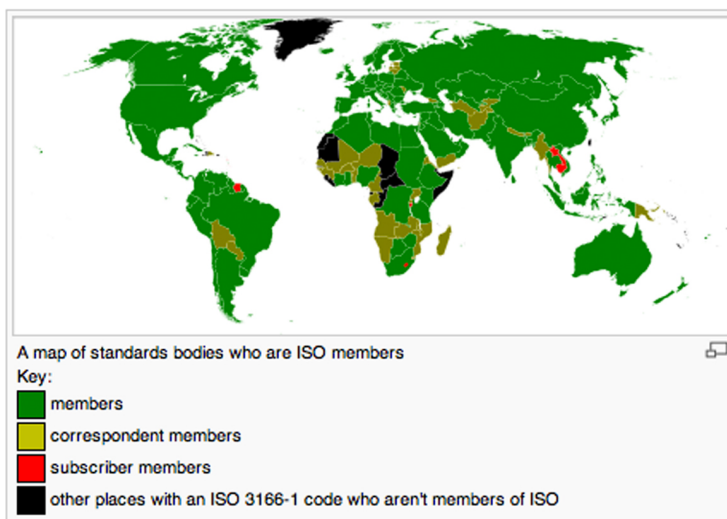 A map of standards bodies who are ISO members
Key:
members
correspondent members
subscriber members
other places with an ISO 3166-1 code who aren't members of ISO